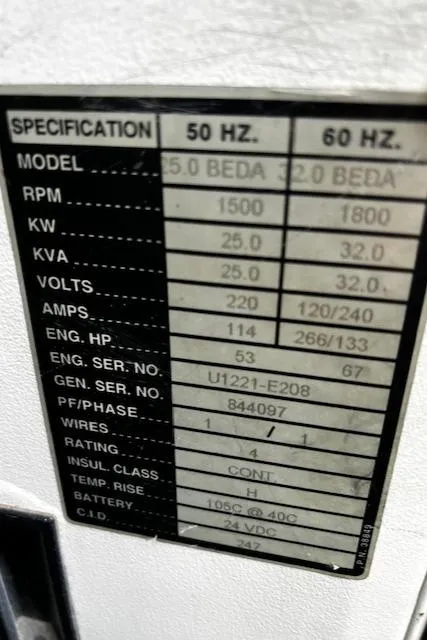 SPECIFICATION 50 HZ. 60 HZ.
MODEL 25.0 BEDA 32.0 BEDA
RPM 1500 1800
KW 25.0 32.0
KVA 25.0 32.0
VOLTS 220 120/240
AMPS 114 266/133
ENG. HP. 53 67
ENG. SER. NO. U1221-E208
GEN. SER. NO. 844097
PF/PHASE 1 / 1
WIRES 4
RATING CONT.
INSUL. CLASS H
TEMP. RISE 105C @ 40C
BATTERY 24 VDC
C.I.D. 247
P.N. 38849